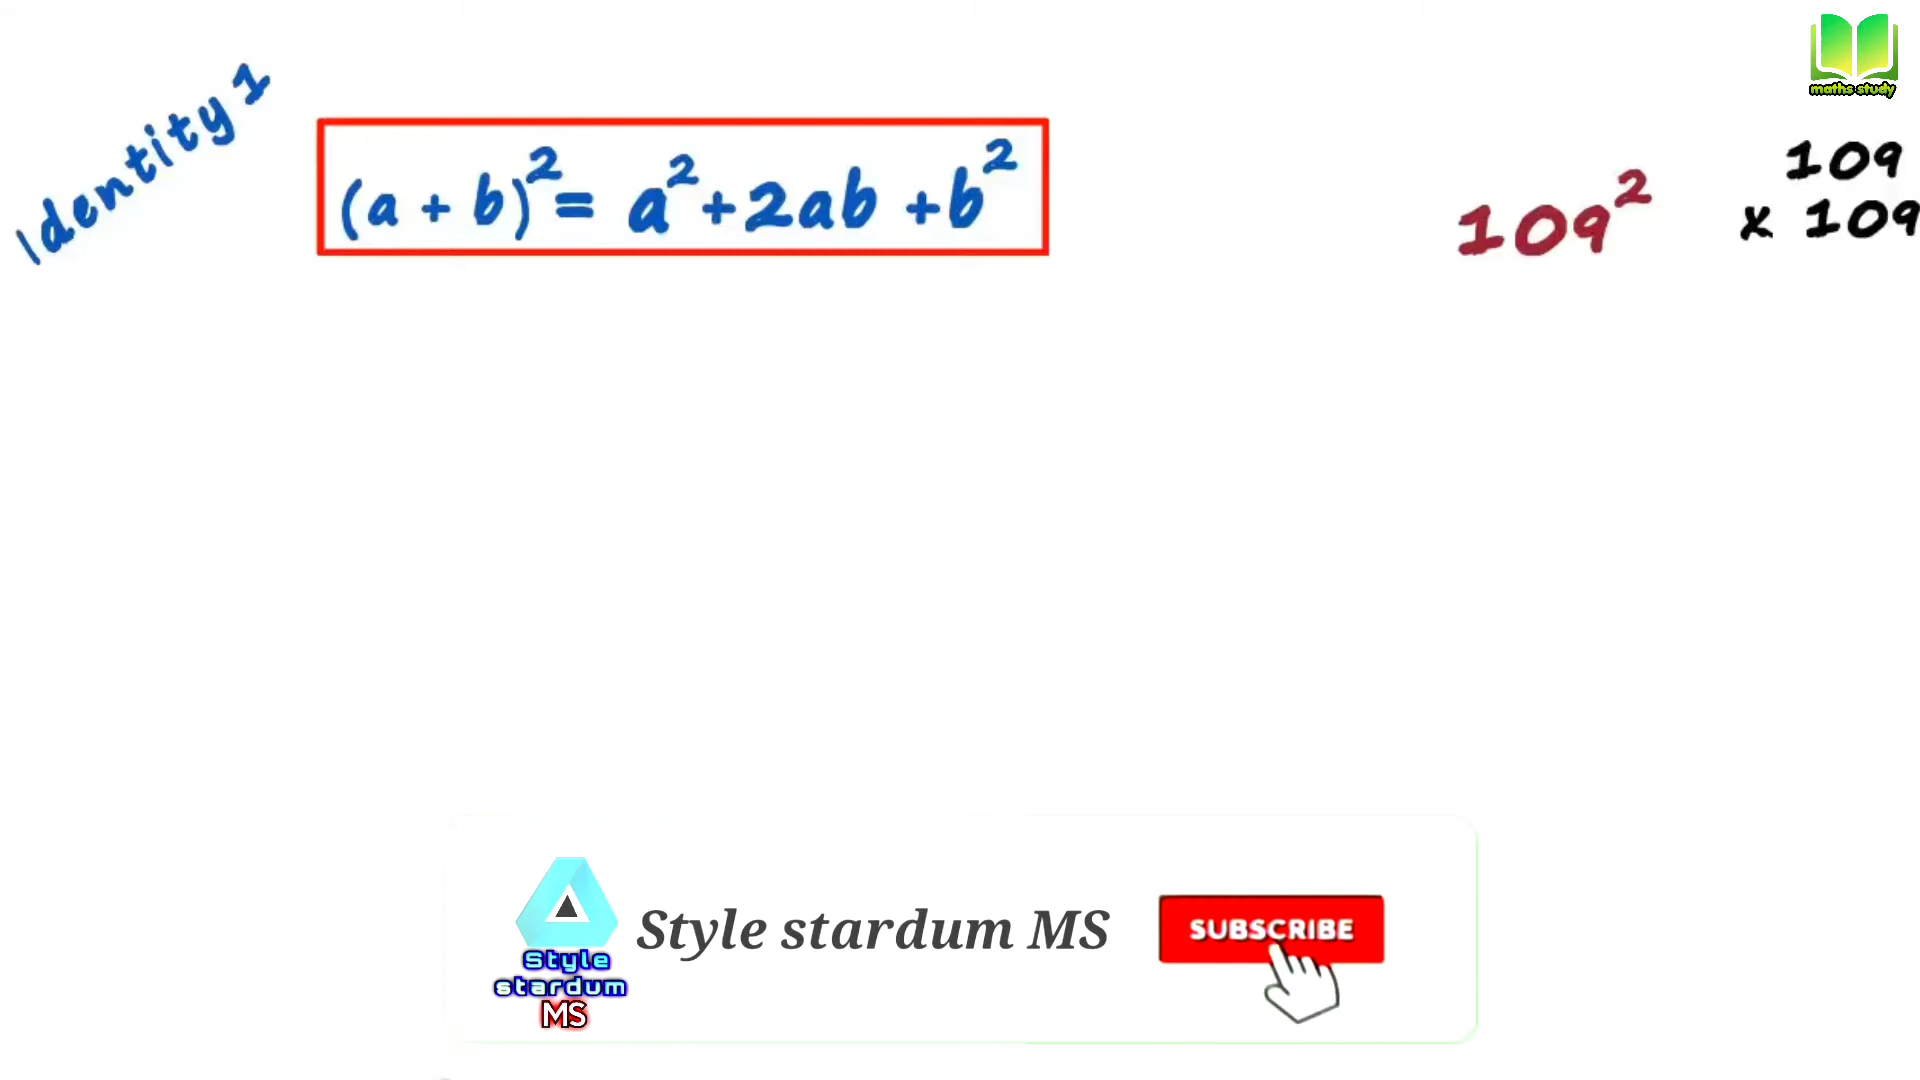 maths study
Identity 1
(a + b)² = a² + 2ab + b²
109²
109
x 109
Style stardum MS
SUBSCRIBE
Style
stardum
MS